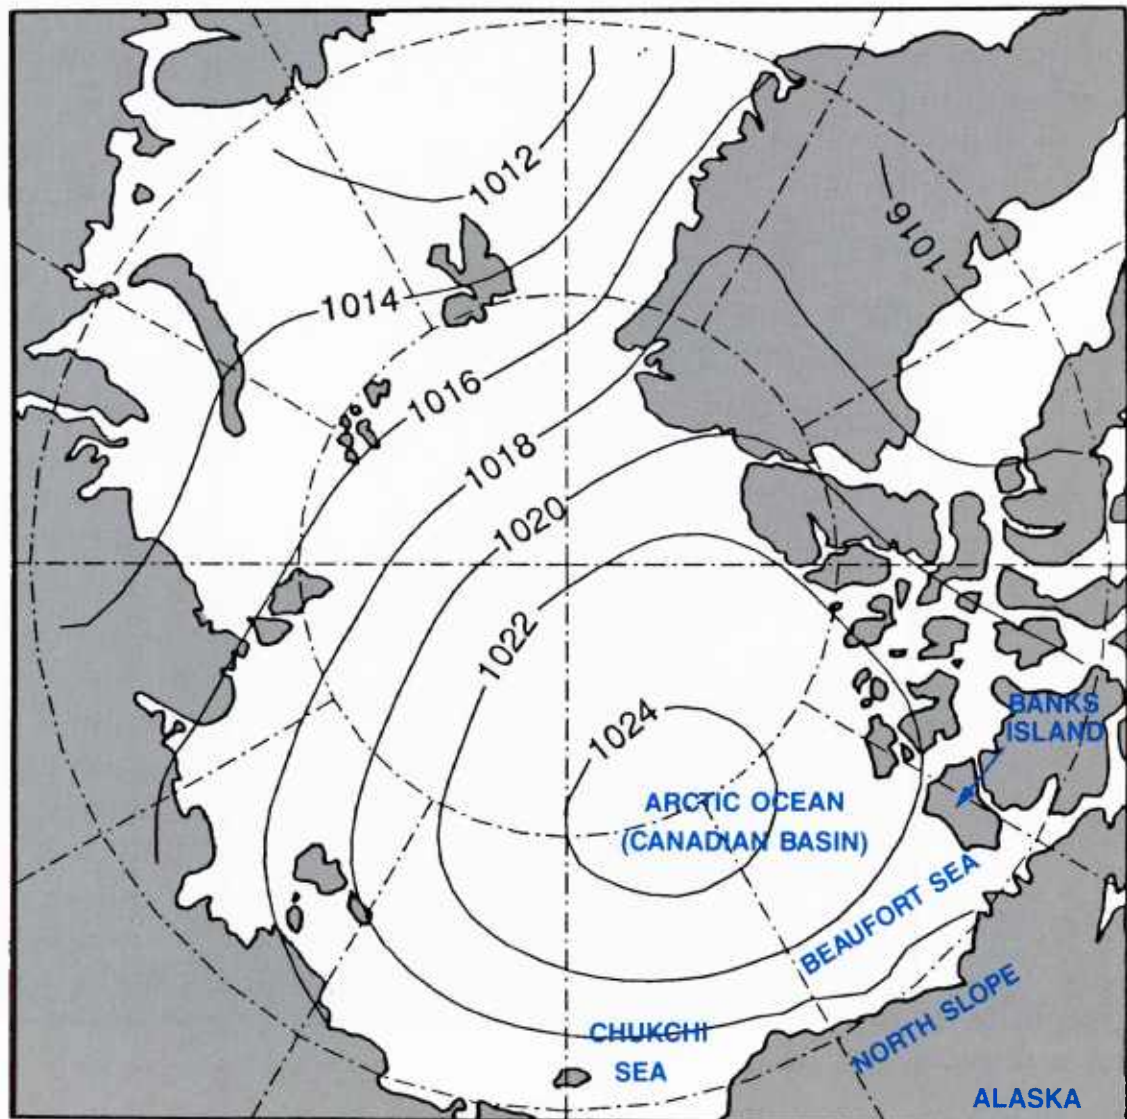 1012
1016
1014
1016
1018
1020
1022
1024
BANKS
ISLAND
ARCTIC OCEAN
(CANADIAN BASIN)
BEAUFORT SEA
NORTH SLOPE
CHUKCHI
SEA
ALASKA